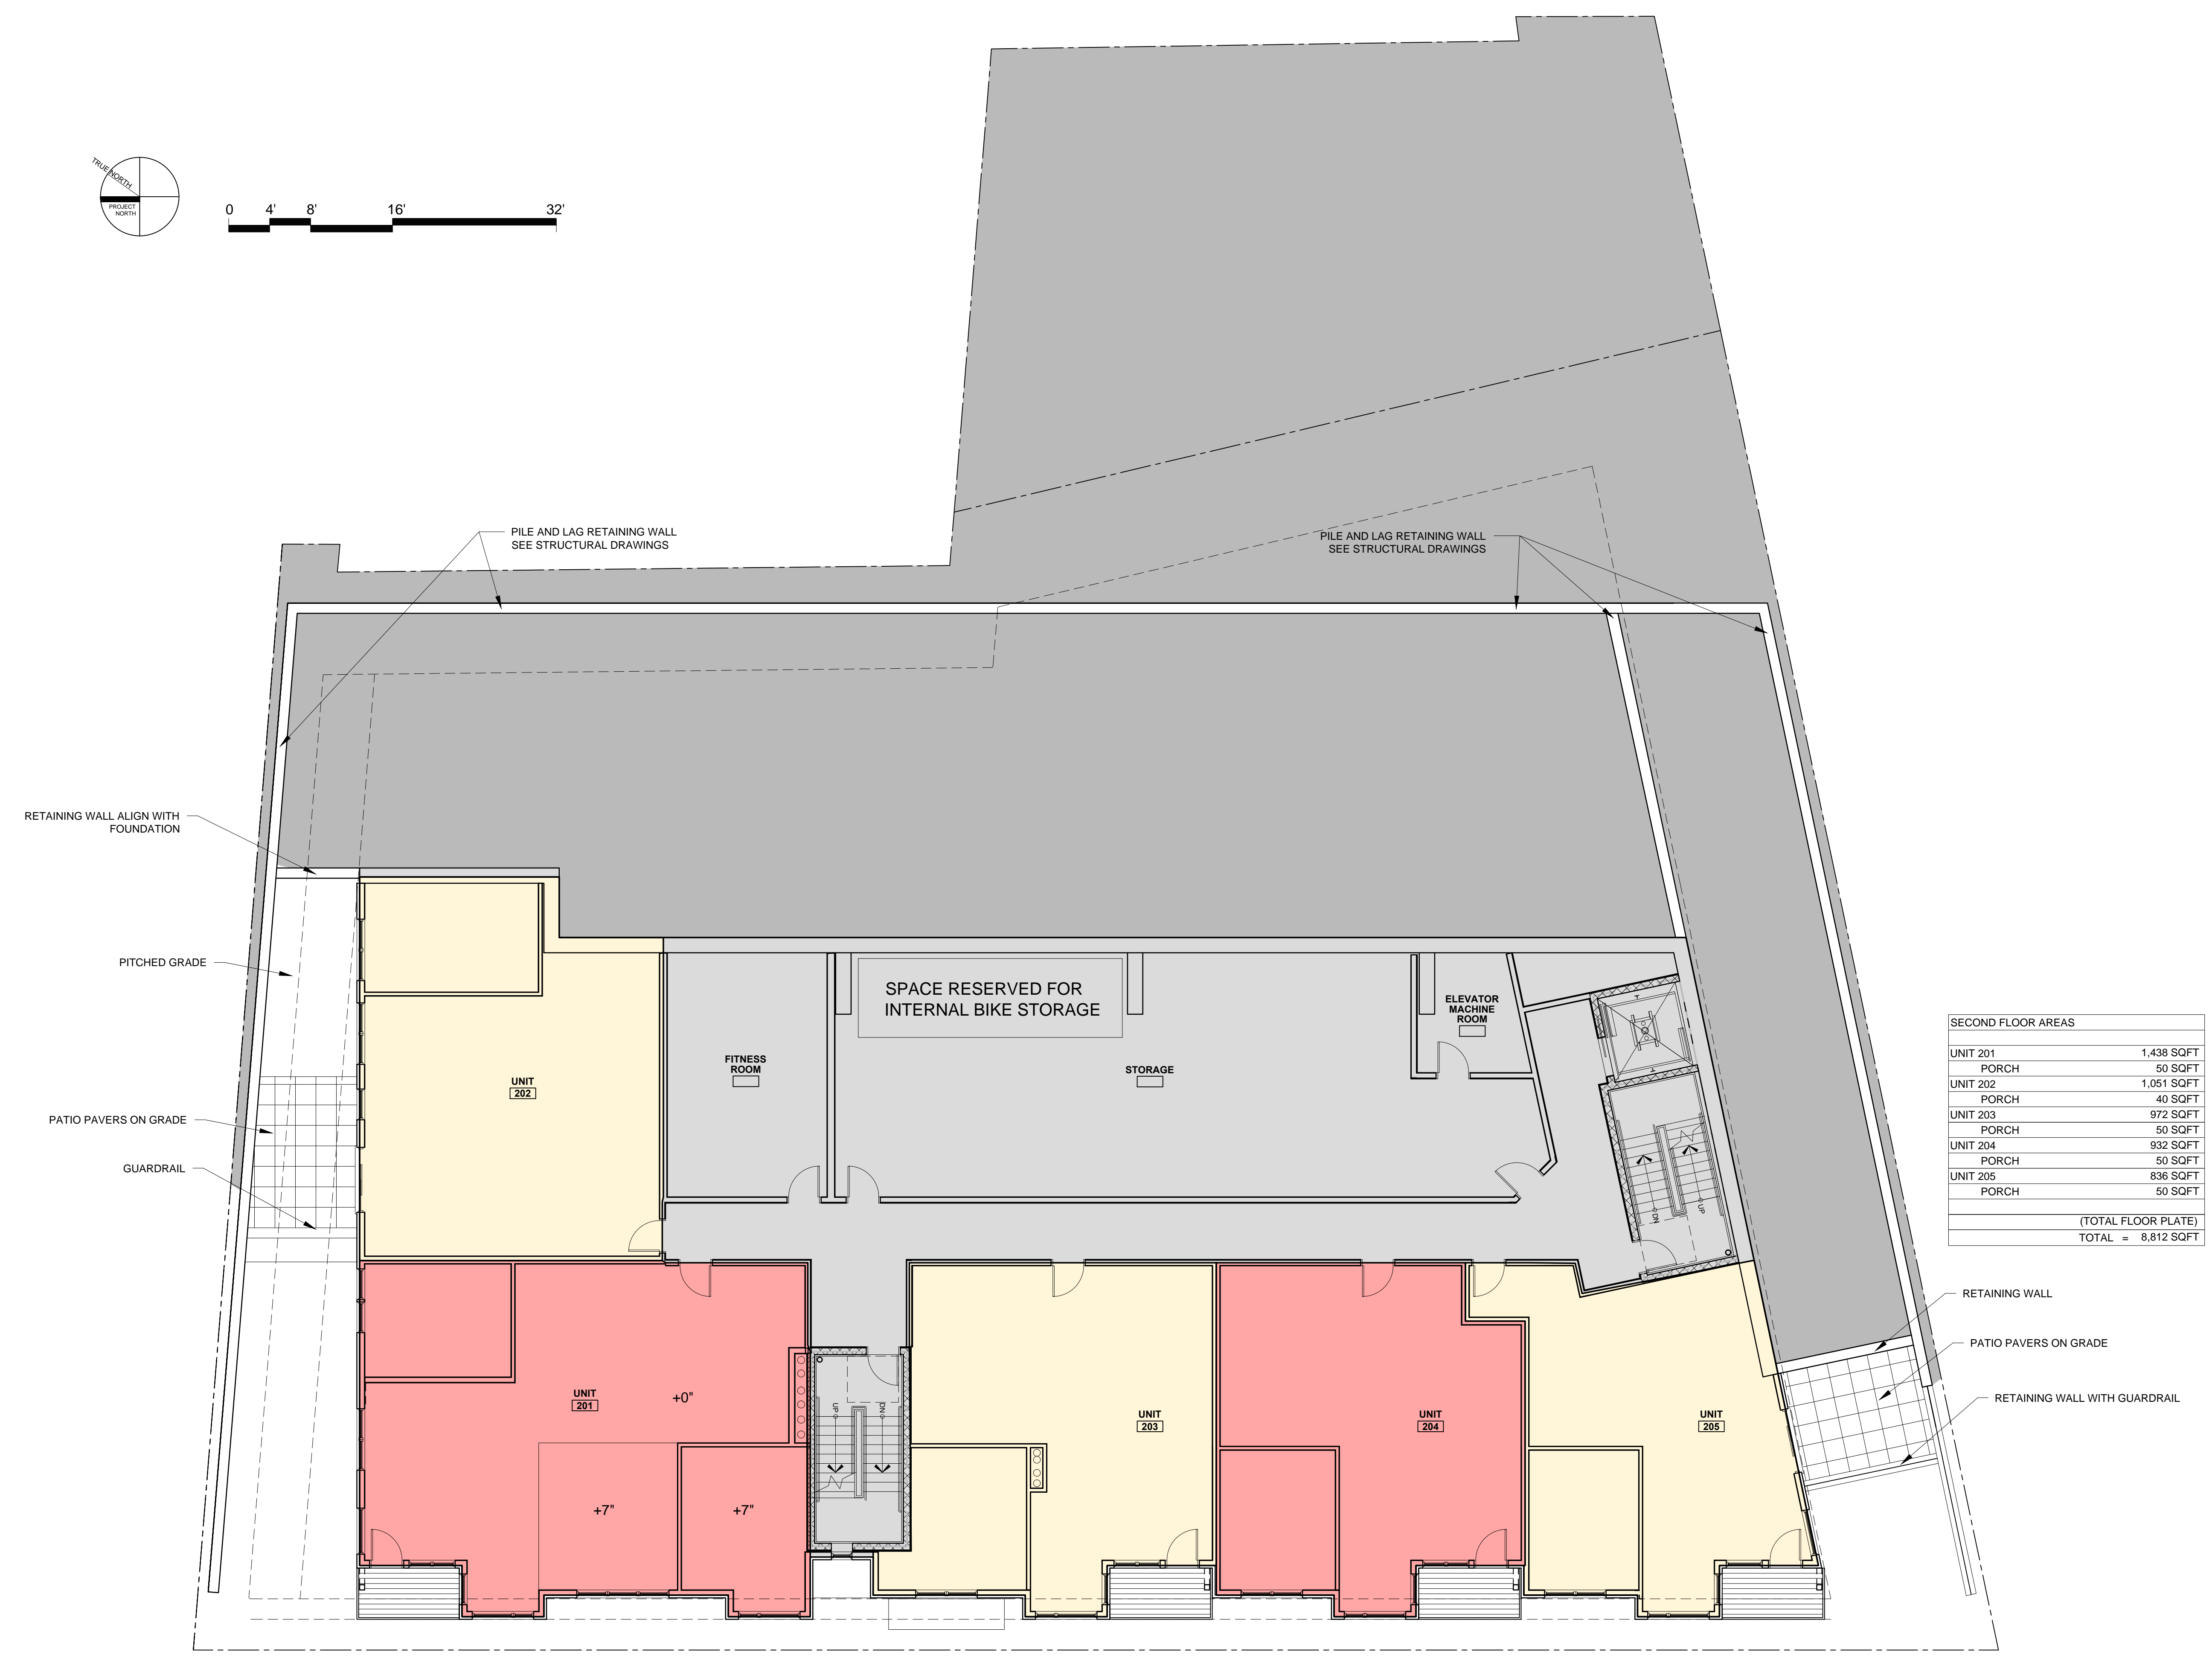 TRUE NORTH
PROJECT
NORTH
0 4' 8' 16' 32'
PILE AND LAG RETAINING WALL
SEE STRUCTURAL DRAWINGS
PILE AND LAG RETAINING WALL
SEE STRUCTURAL DRAWINGS
RETAINING WALL ALIGN WITH
FOUNDATION
PITCHED GRADE
PATIO PAVERS ON GRADE
GUARDRAIL
SPACE RESERVED FOR
INTERNAL BIKE STORAGE
ELEVATOR
MACHINE
ROOM
FITNESS
ROOM
STORAGE
UNIT
202
DN
UP
SECOND FLOOR AREAS
UNIT 201 1,438 SQFT
PORCH 50 SQFT
UNIT 202 1,051 SQFT
PORCH 40 SQFT
UNIT 203 972 SQFT
PORCH 50 SQFT
UNIT 204 932 SQFT
PORCH 50 SQFT
UNIT 205 836 SQFT
PORCH 50 SQFT
(TOTAL FLOOR PLATE)
TOTAL = 8,812 SQFT
RETAINING WALL
PATIO PAVERS ON GRADE
RETAINING WALL WITH GUARDRAIL
UNIT
201
+0"
+7"
+7"
UP
DN
UNIT
203
UNIT
204
UNIT
205